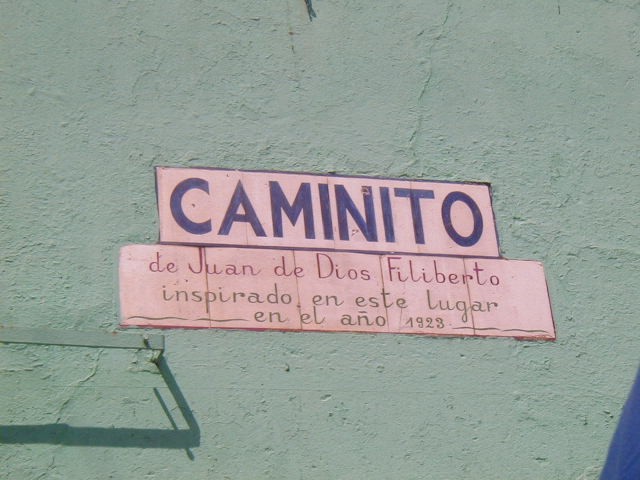 CAMINITO
de Juan de Dios Filiberto
inspirado en este lugar
en el año 1923